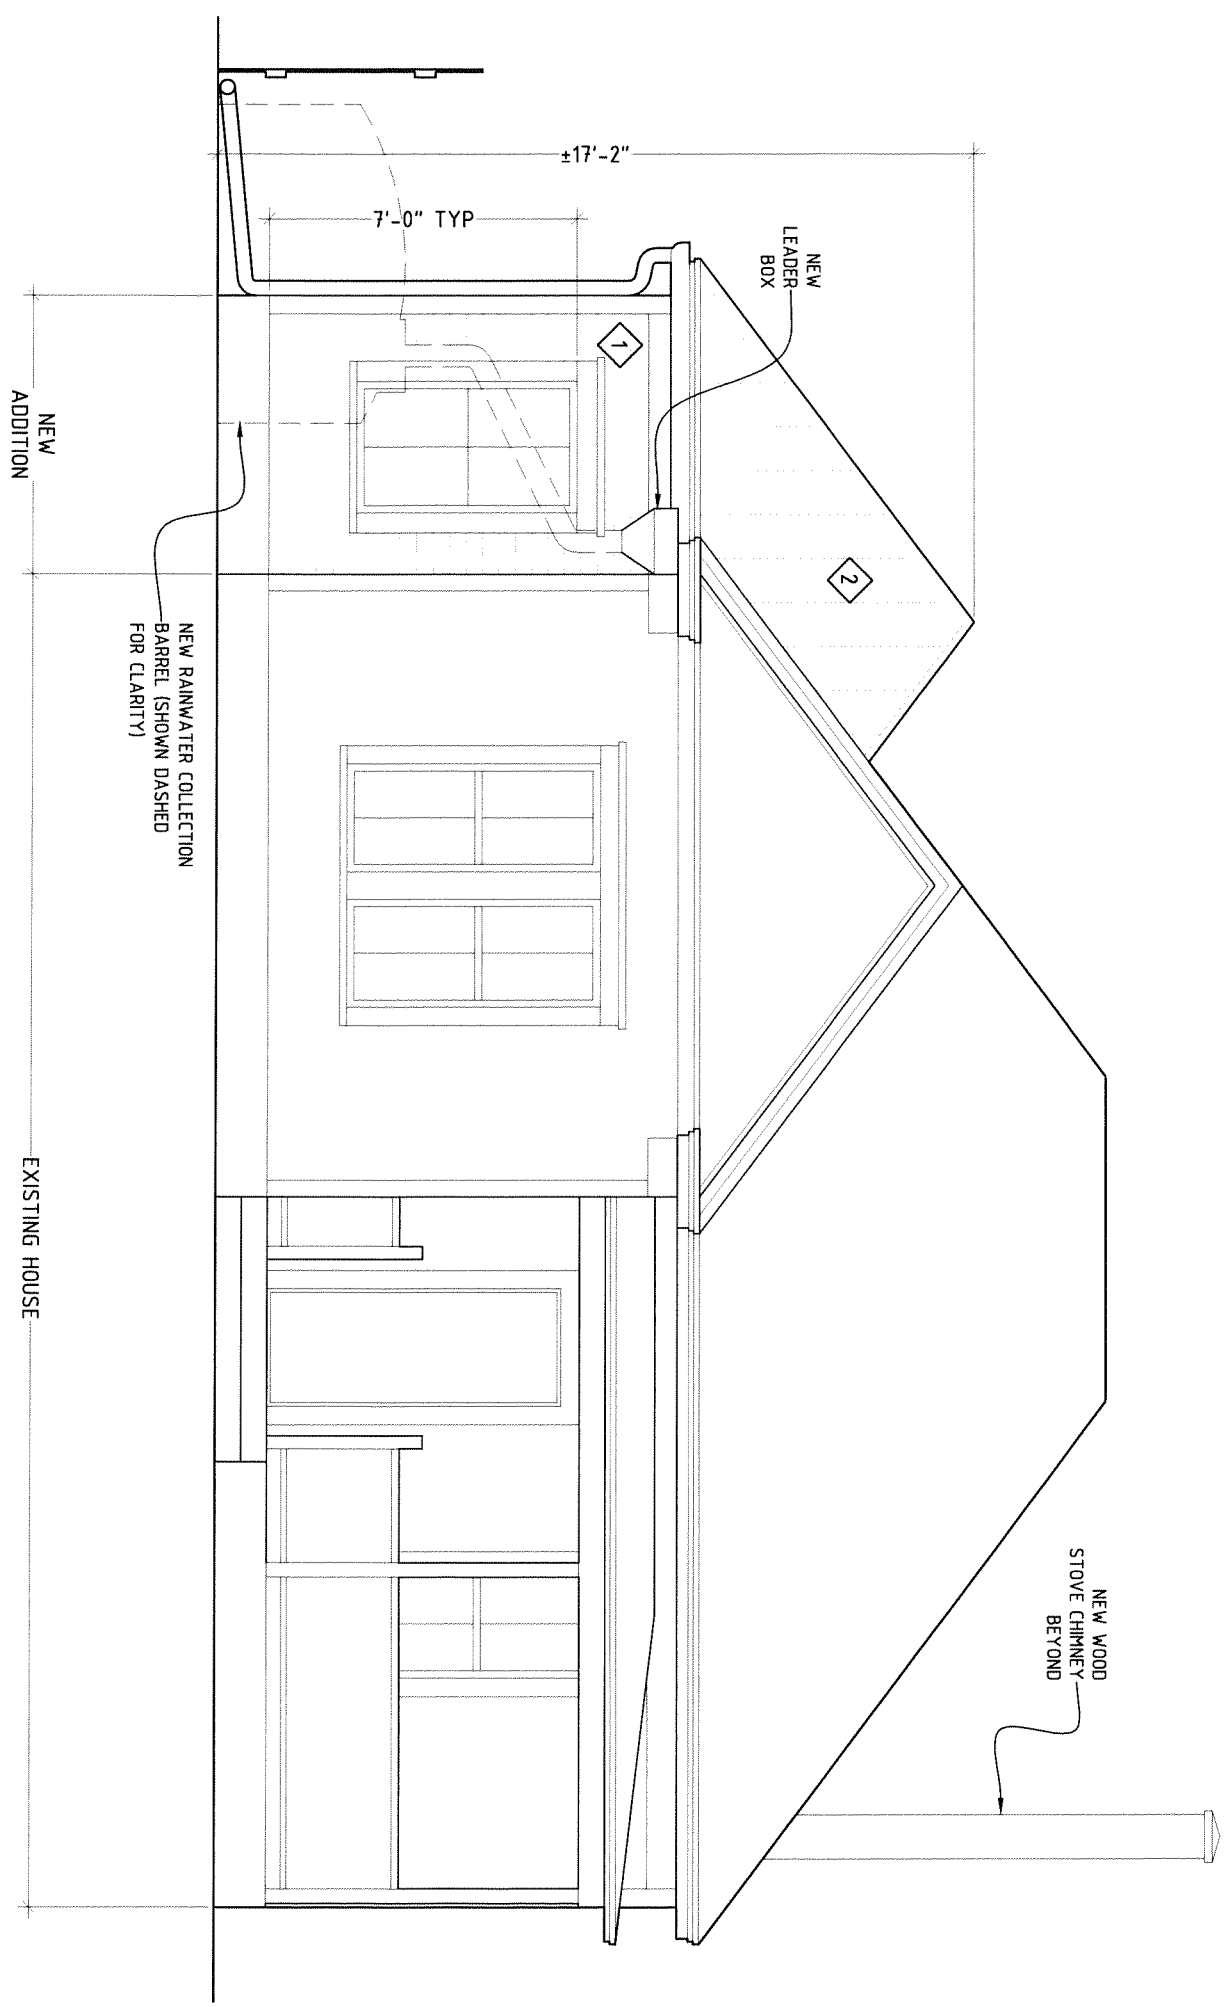 NEW WOOD
STOVE CHIMNEY
BEYOND
±17'-2"
7'-0" TYP
NEW
LEADER
BOX
1
2
NEW RAINWATER COLLECTION
BARREL (SHOWN DASHED
FOR CLARITY)
NEW
ADDITION
EXISTING HOUSE